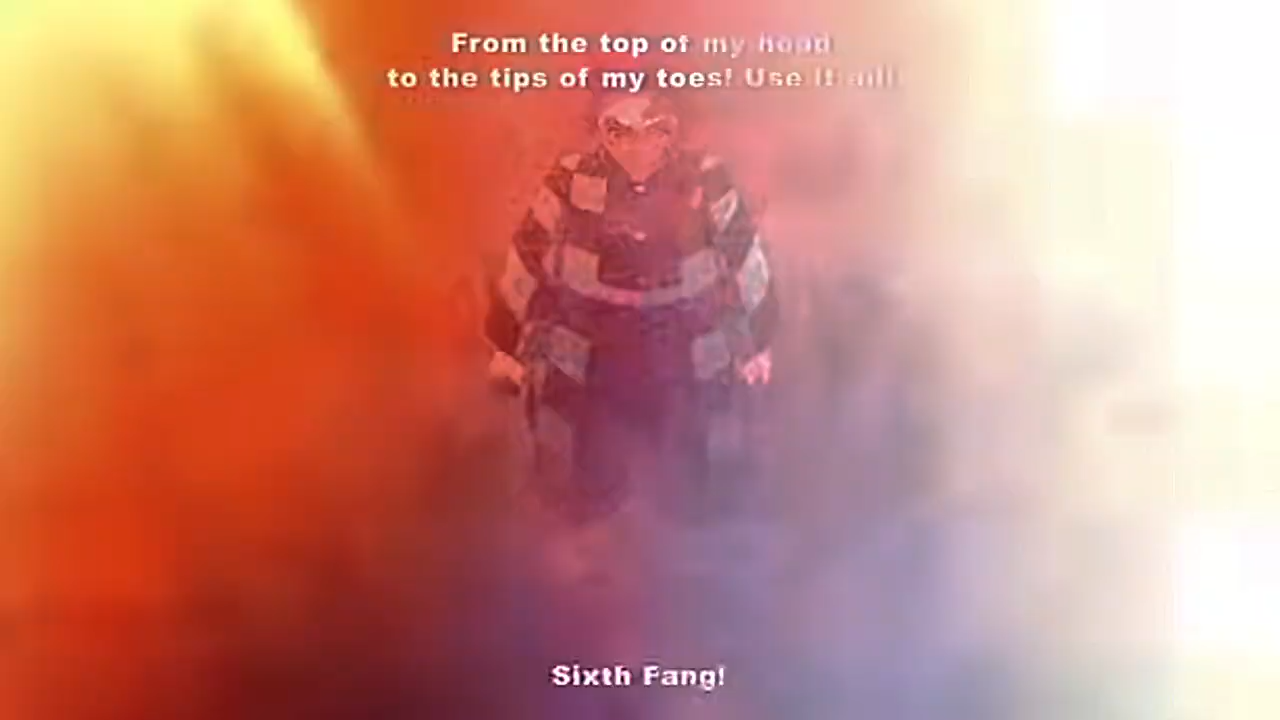 From the top of my head
to the tips of my toes! Use it all!
Sixth Fang!